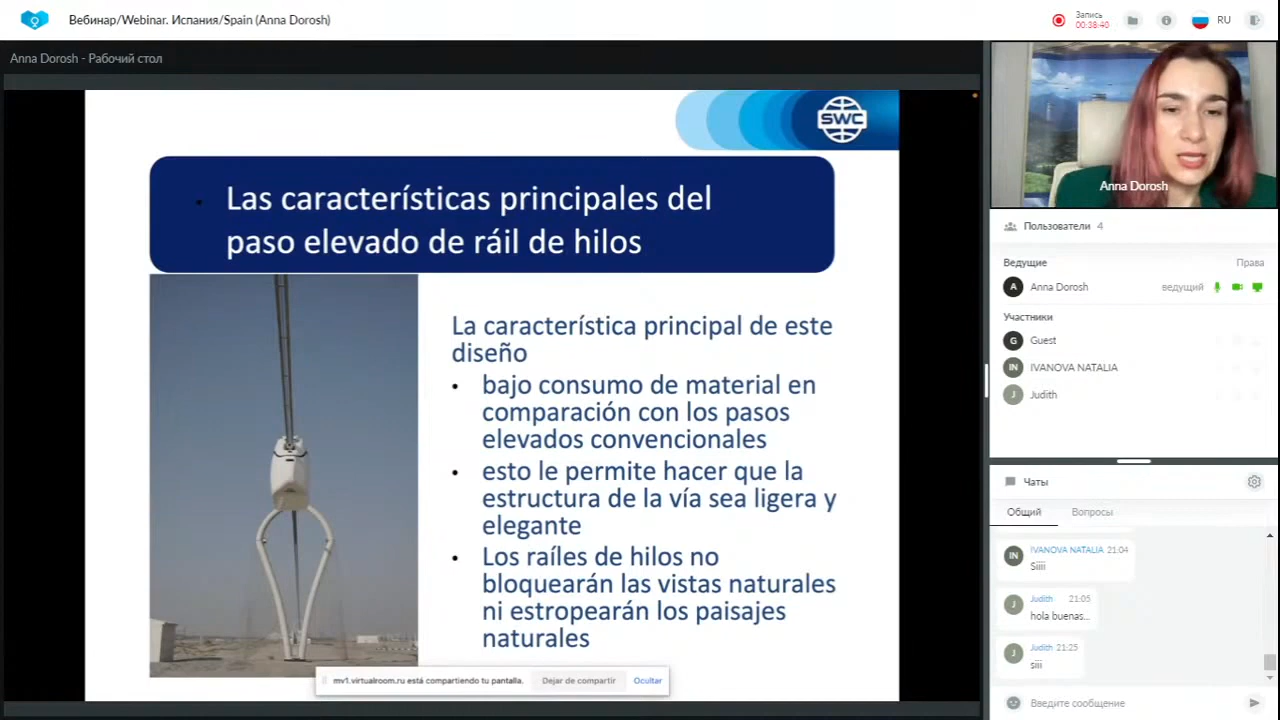 Вебинар/Webinar. Испания/Spain (Anna Dorosh)
Запись
00:38:40
RU
Anna Dorosh - Рабочий стол
SWC
Las características principales del
paso elevado de ráil de hilos
La característica principal de este
diseño
• bajo consumo de material en
comparación con los pasos
elevados convencionales
• esto le permite hacer que la
estructura de la vía sea ligera y
elegante
• Los raíles de hilos no
bloquearán las vistas naturales
ni estropearán los paisajes
naturales
mv1.virtualroom.ru está compartiendo tu pantalla.
Dejar de compartir
Ocultar
Anna Dorosh
Пользователи 4
Ведущие Права
A Anna Dorosh ведущий
Участники
G Guest
IN IVANOVA NATALIA
J Judith
Чаты
Общий Вопросы
IN IVANOVA NATALIA 21:04
Siiii
J Judith 21:05
hola buenas...
J Judith 21:25
siii
Введите сообщение